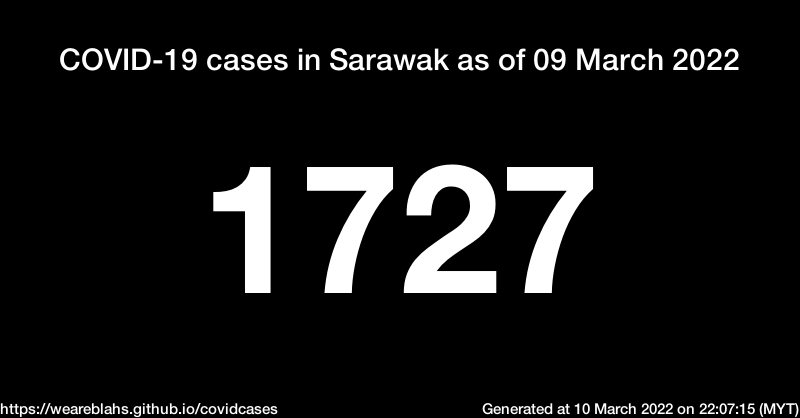 COVID-19 cases in Sarawak as of 09 March 2022
1727
https://weareblahs.github.io/covidcases
Generated at 10 March 2022 on 22:07:15 (MYT)